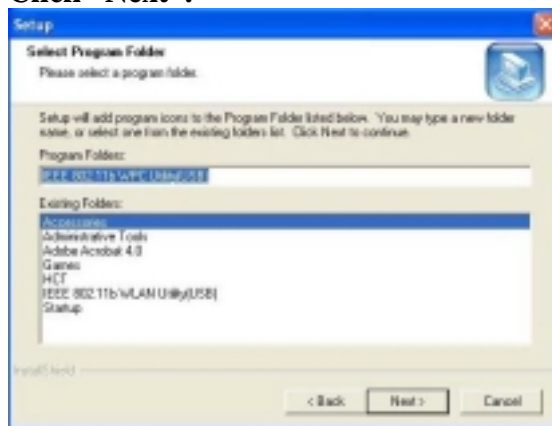 Click "Next".
Setup
Select Program Folder
Please select a program folder.
Setup will add program icons to the Program Folder listed below. You may type a new folder
name, or select one from the existing folders list. Click Next to continue.
Program Folders:
IEEE 802.11b WPC Utility(USB)
Existing Folders:
Accessories
Administrative Tools
Adobe Acrobat 4.0
Games
HCT
IEEE 802.11b WLAN Utility(USB)
Startup
InstallShield
< Back
Next >
Cancel